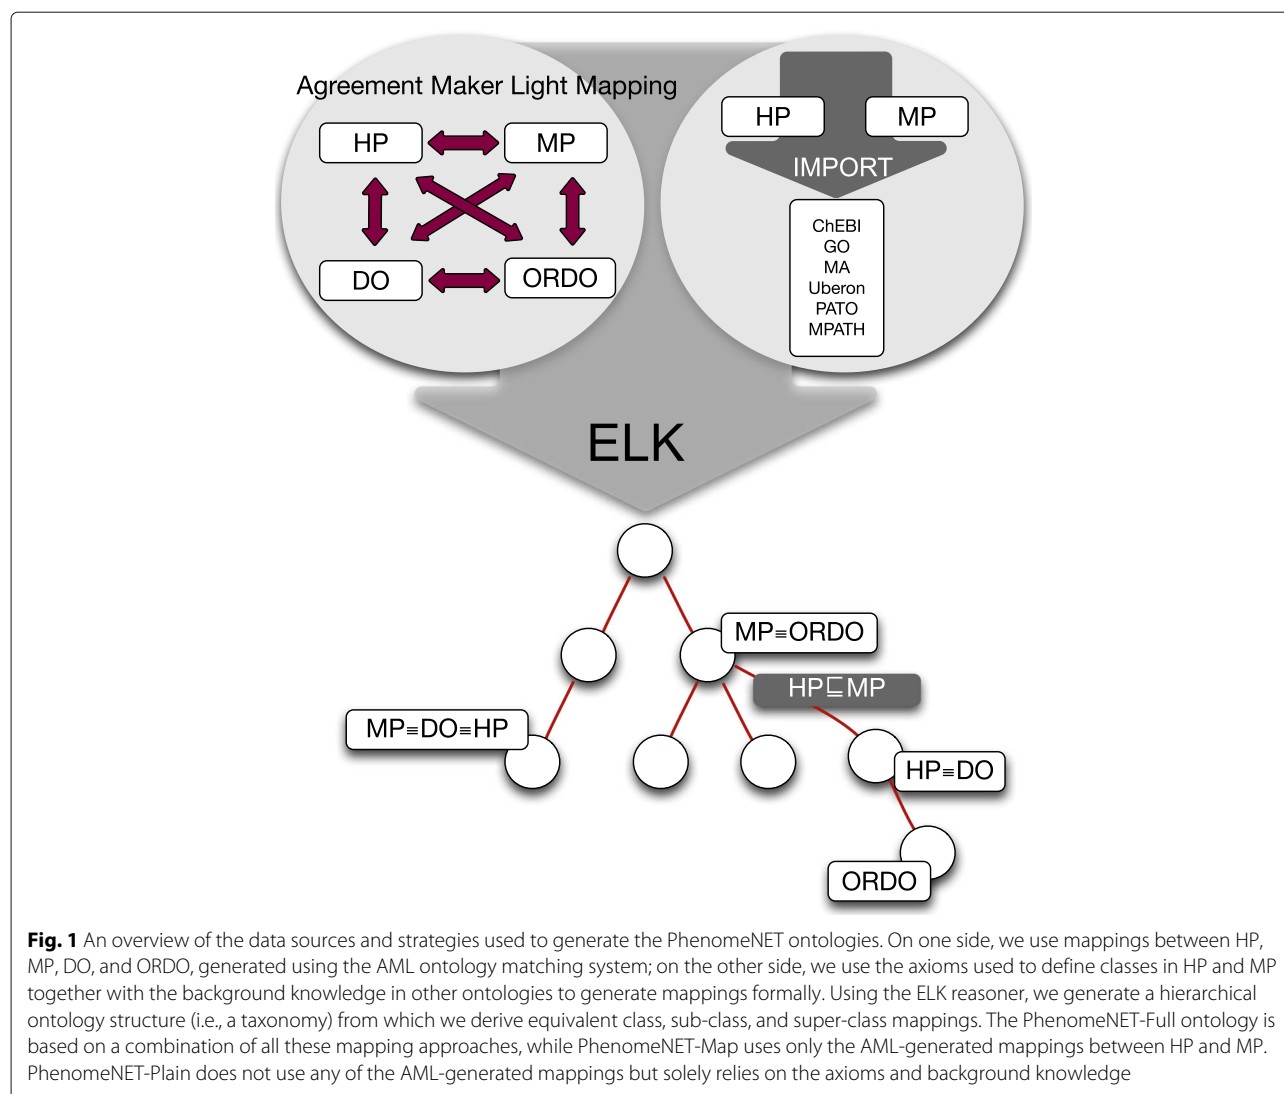 Agreement Maker Light Mapping
HP
MP
DO
ORDO
HP
MP
IMPORT
ChEBI
GO
MA
Uberon
PATO
MPATH
ELK
MP≡ORDO
HP⊑MP
MP≡DO≡HP
HP≡DO
ORDO
Fig. 1 An overview of the data sources and strategies used to generate the PhenomeNET ontologies. On one side, we use mappings between HP,
MP, DO, and ORDO, generated using the AML ontology matching system; on the other side, we use the axioms used to define classes in HP and MP
together with the background knowledge in other ontologies to generate mappings formally. Using the ELK reasoner, we generate a hierarchical
ontology structure (i.e., a taxonomy) from which we derive equivalent class, sub-class, and super-class mappings. The PhenomeNET-Full ontology is
based on a combination of all these mapping approaches, while PhenomeNET-Map uses only the AML-generated mappings between HP and MP.
PhenomeNET-Plain does not use any of the AML-generated mappings but solely relies on the axioms and background knowledge